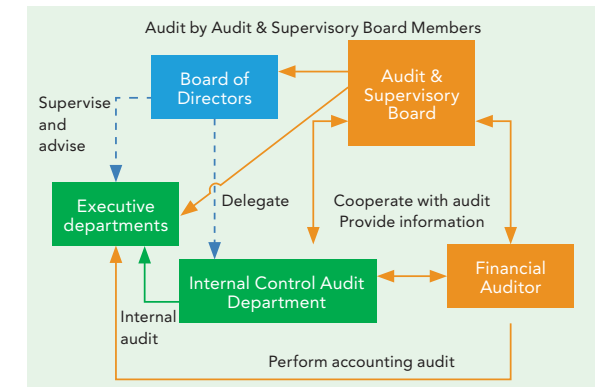 Audit by Audit & Supervisory Board Members
Board of
Directors
Audit &
Supervisory
Board
Supervise
and
advise
Executive
departments
Delegate
Cooperate with audit
Provide information
Internal Control Audit
Department
Financial
Auditor
Internal
audit
Perform accounting audit